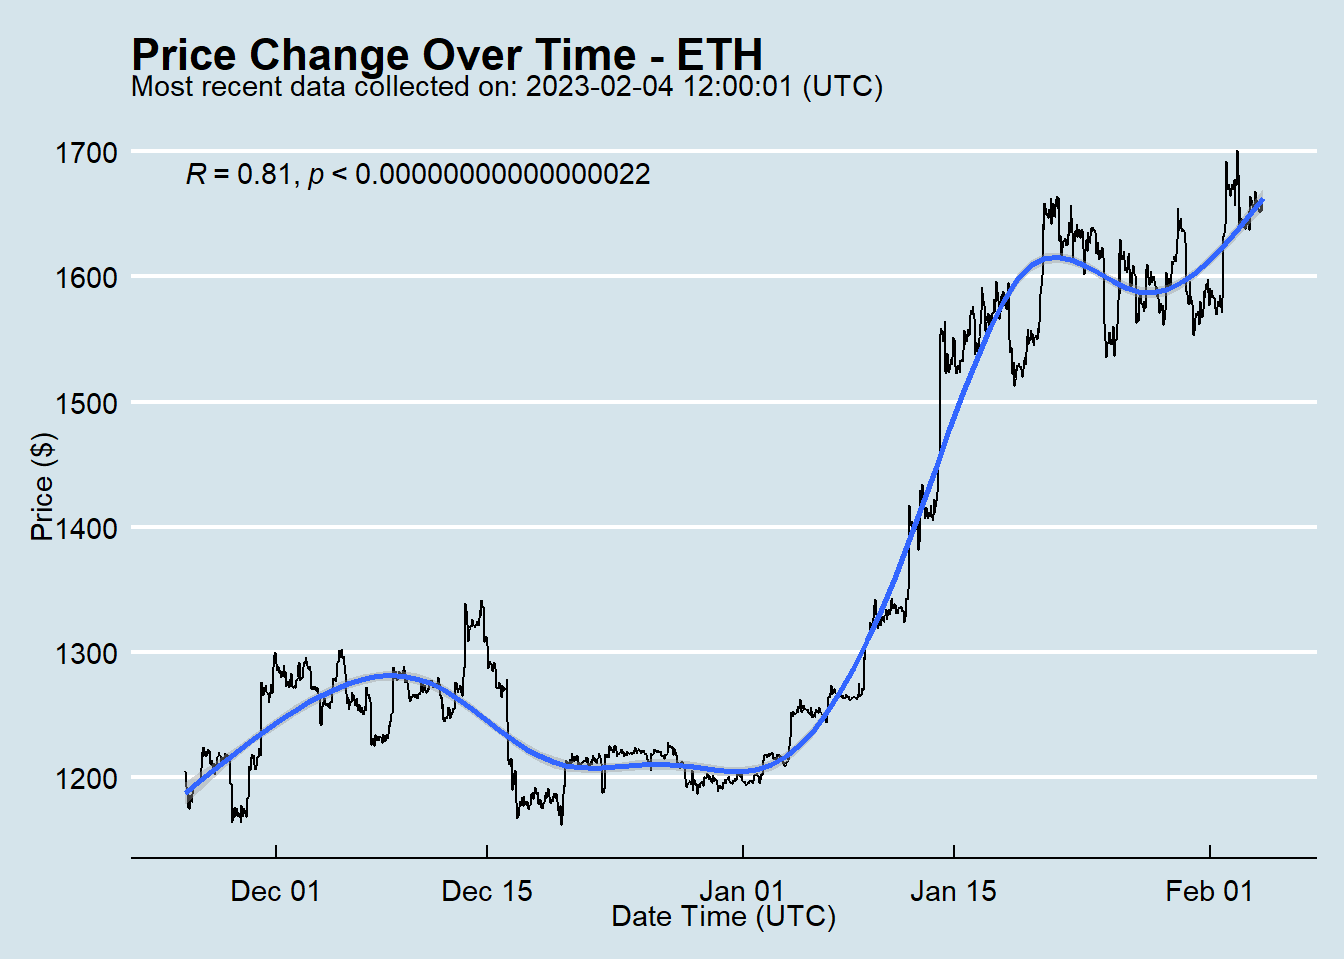 Price Change Over Time - ETH
Most recent data collected on: 2023-02-04 12:00:01 (UTC)
R = 0.81, p < 0.00000000000000022
1700
1600
1500
1400
1300
1200
Price ($)
Dec 01
Dec 15
Jan 01
Jan 15
Feb 01
Date Time (UTC)